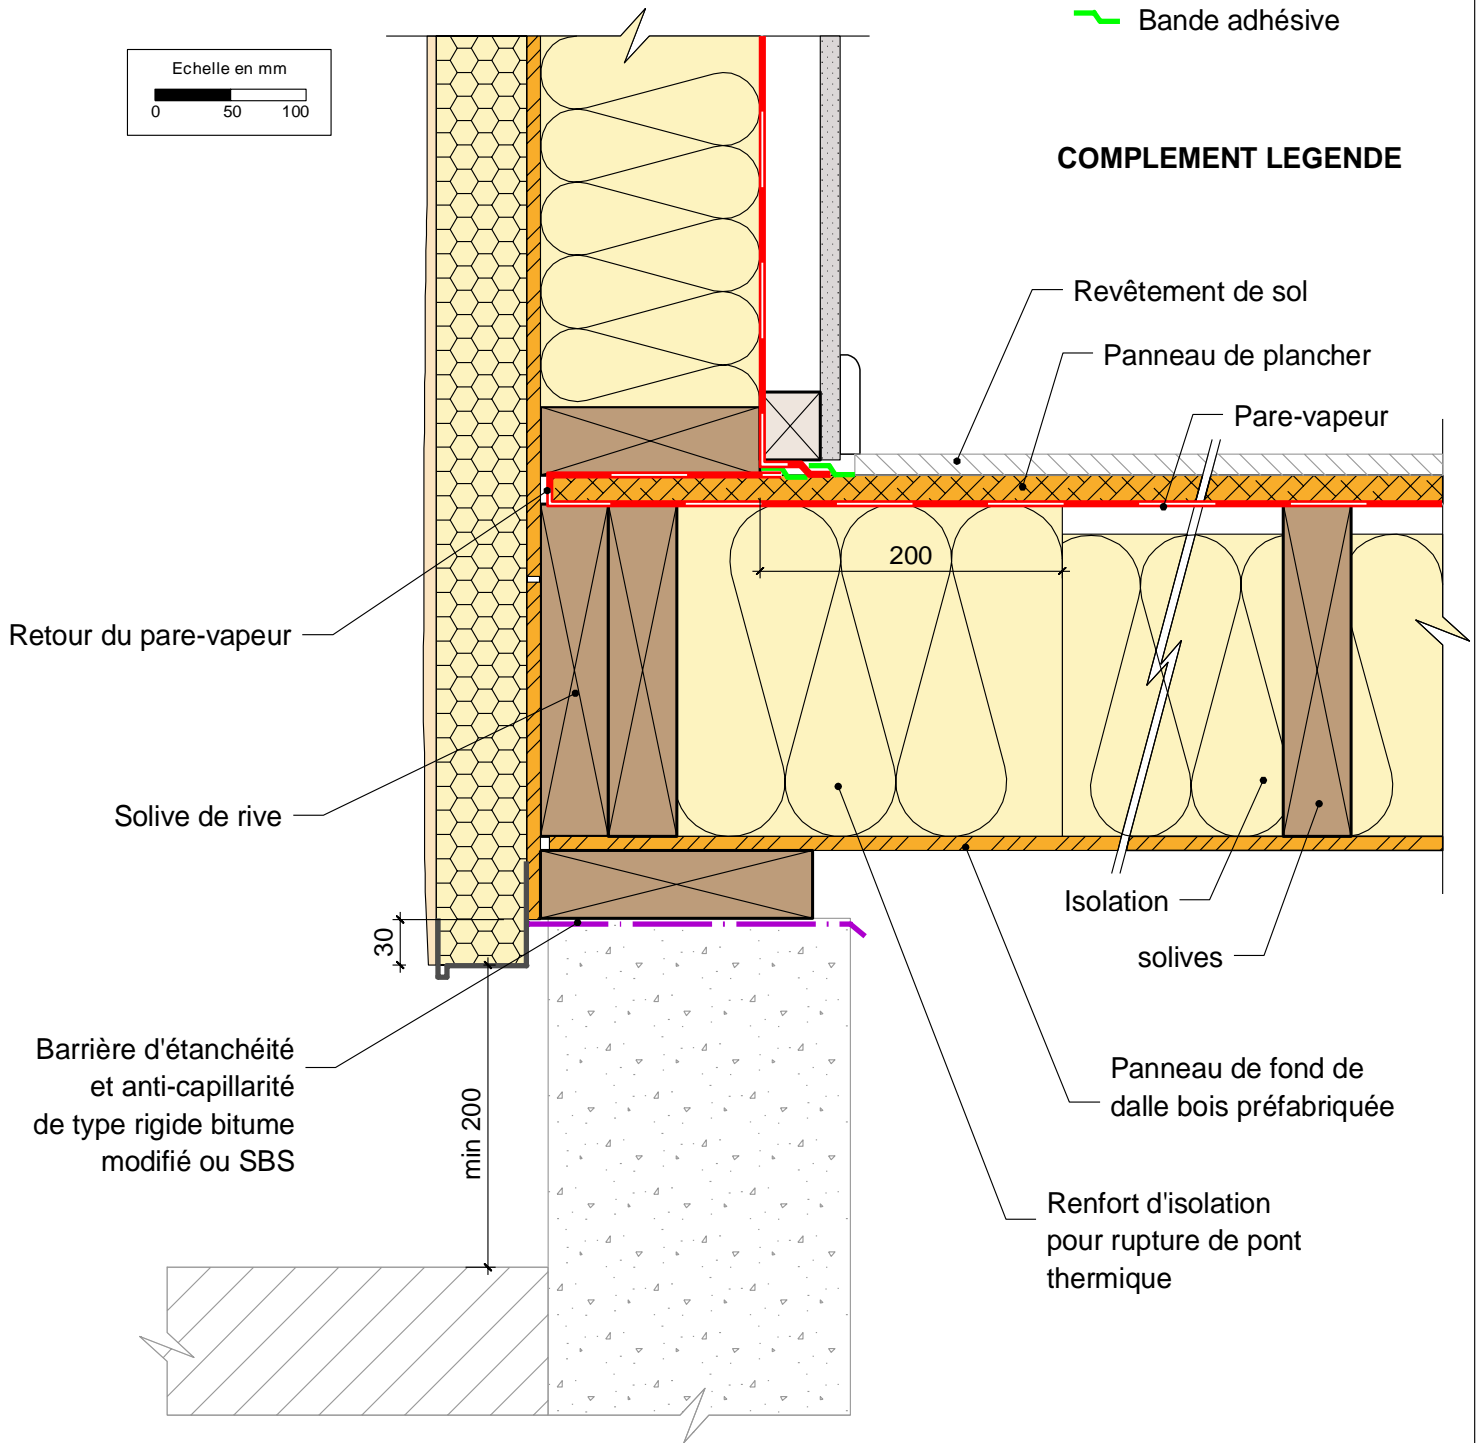 Bande adhésive
Echelle en mm
0 50 100
COMPLEMENT LEGENDE
Revêtement de sol
Panneau de plancher
Pare-vapeur
200
Retour du pare-vapeur
Solive de rive
Isolation
solives
30
Barrière d'étanchéité
et anti-capillarité
de type rigide bitume
modifié ou SBS
min 200
Panneau de fond de
dalle bois préfabriquée
Renfort d'isolation
pour rupture de pont
thermique